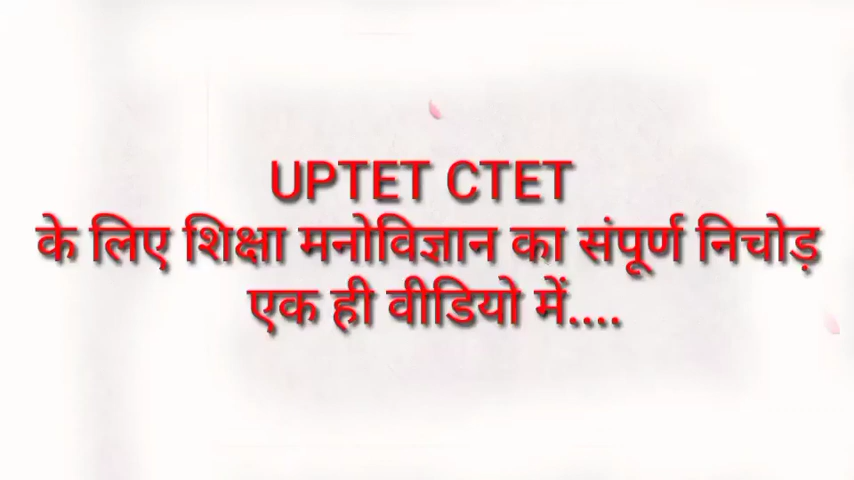 UPTET CTET
के लिए शिक्षा मनोविज्ञान का संपूर्ण निचोड़
एक ही वीडियो में....